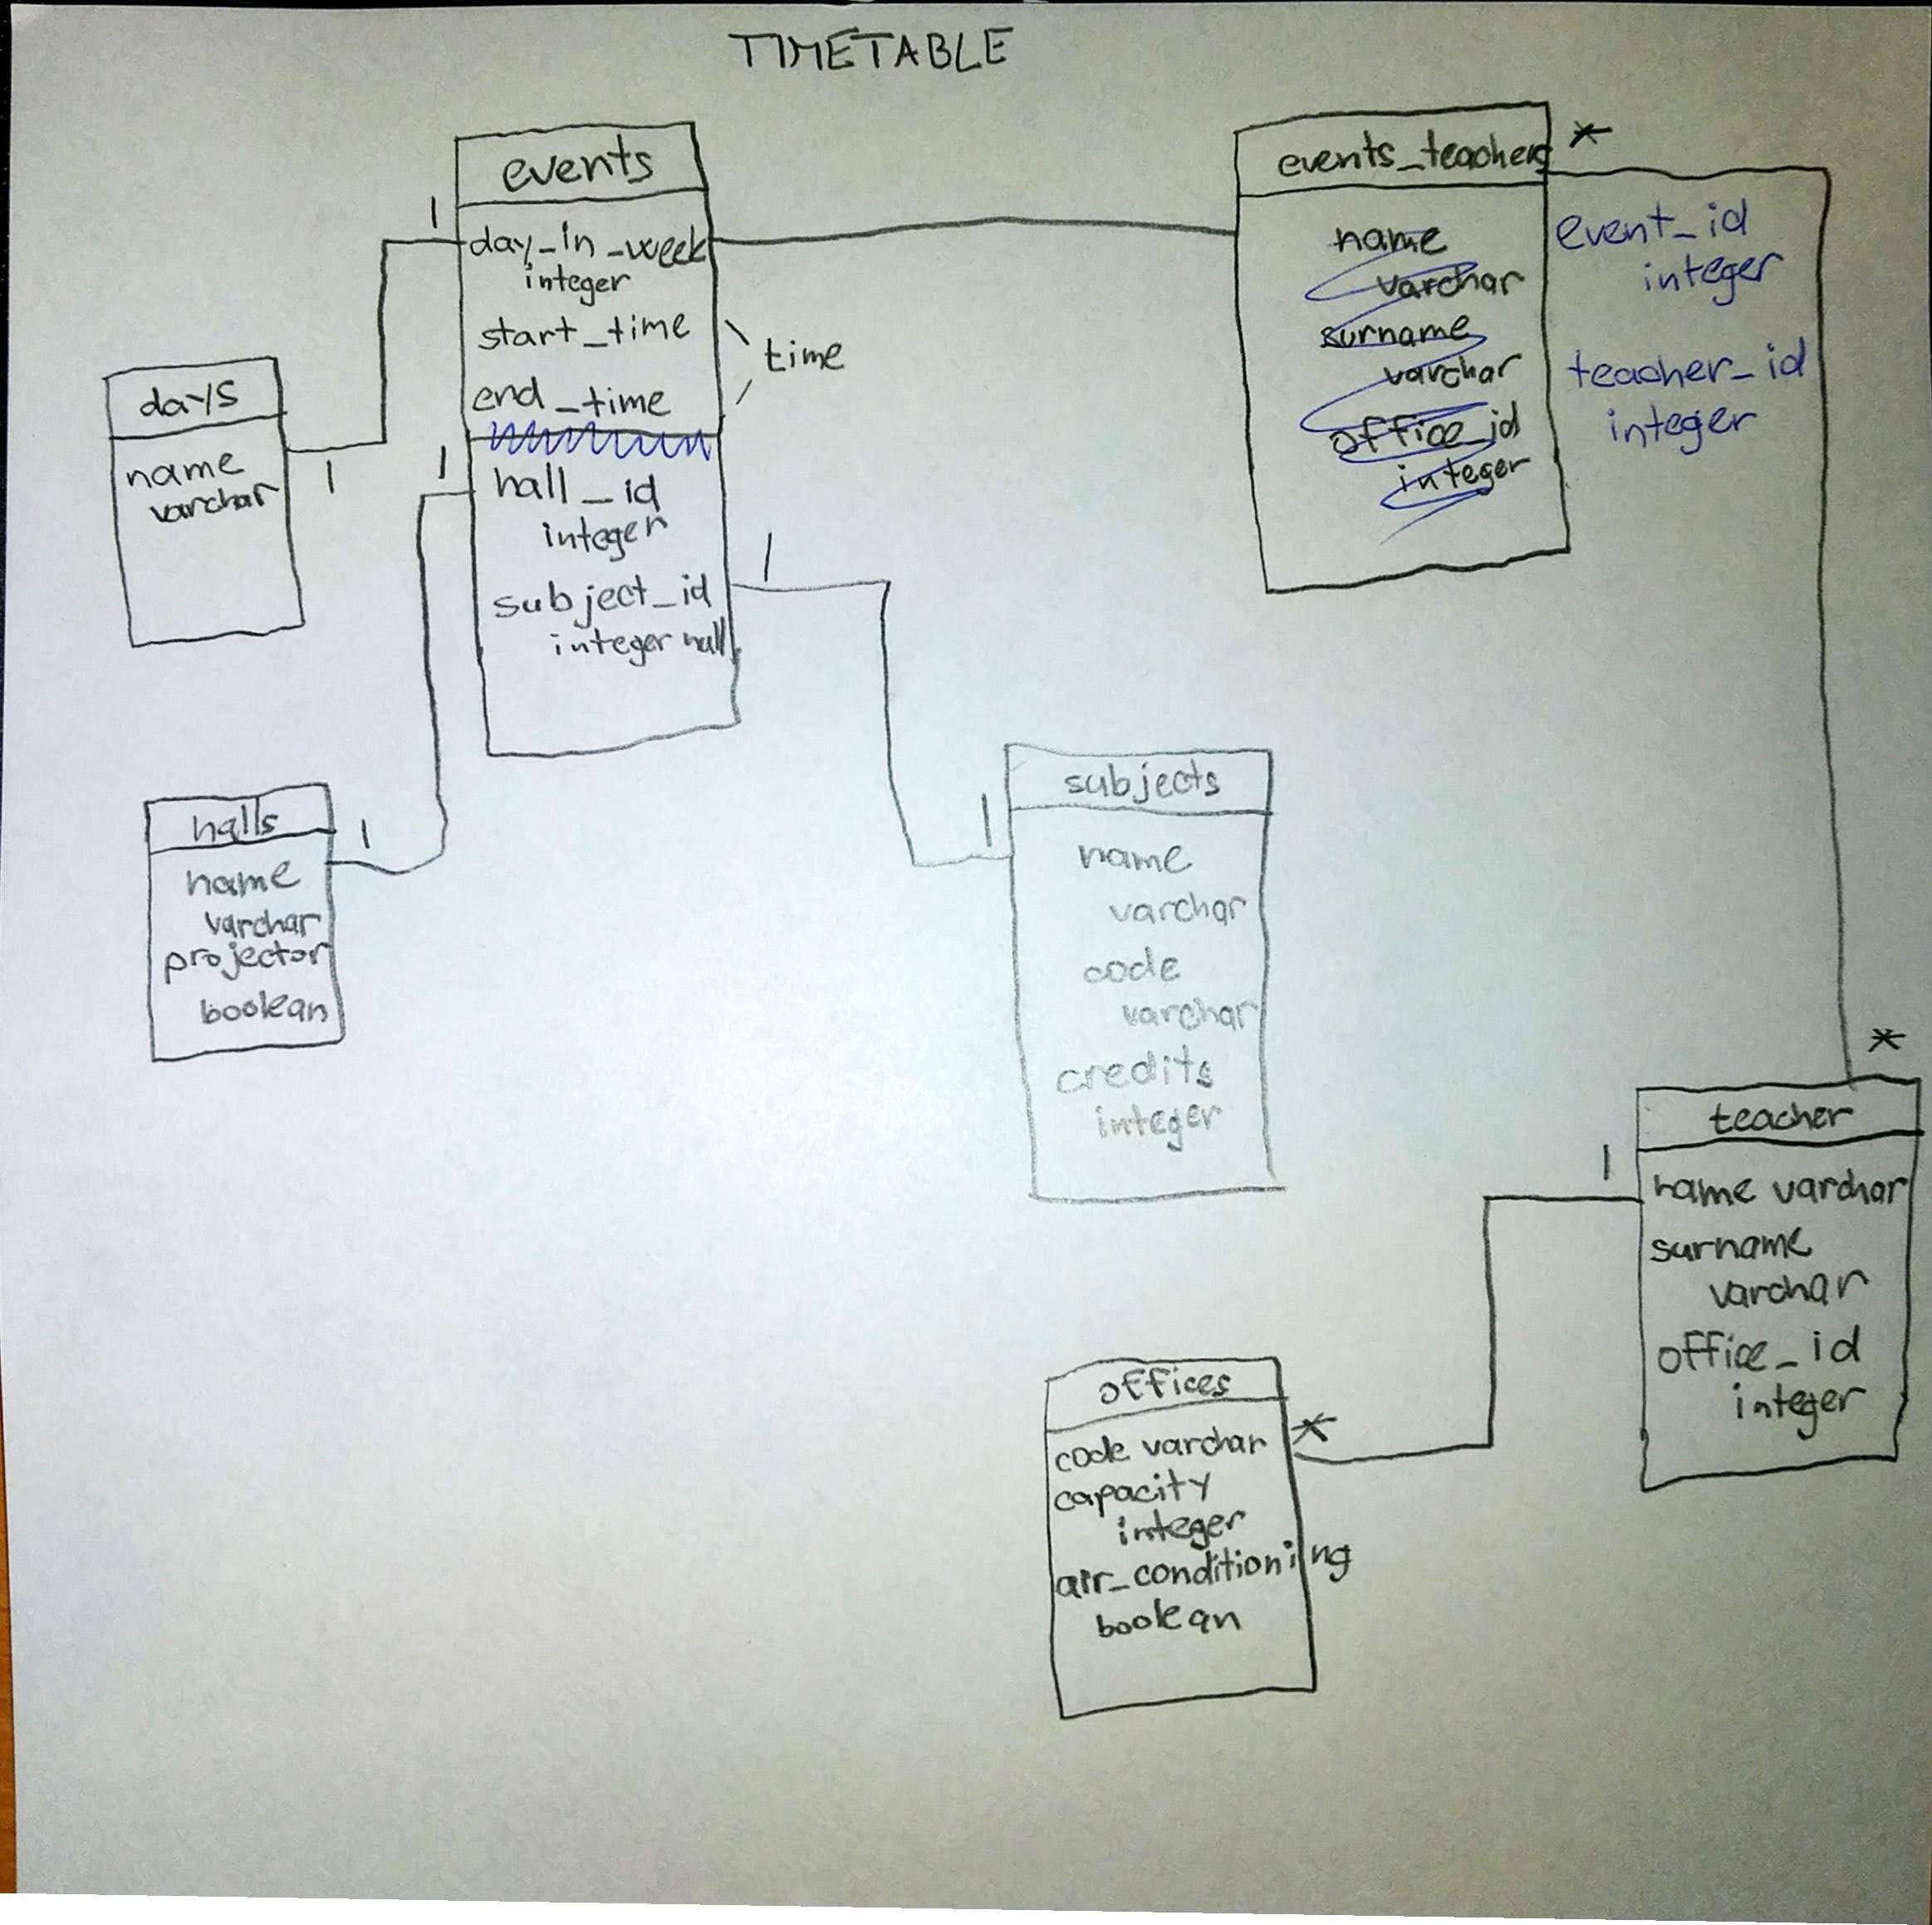 TIMETABLE
events
1
day_in_week
integer
start_time
end_time
time
1
hall_id
integer
subject_id
integer null
1
days
name
varchar
1
halls
name
varchar
projector
boolean
1
events_teachers
*
name
varchar
surname
varchar
office_id
integer
event_id
integer
teacher_id
integer
subjects
1
name
varchar
code
varchar
credits
integer
*
teacher
1
name varchar
surname
varchar
office_id
integer
offices
*
code varchar
capacity
integer
air_conditioning
boolean